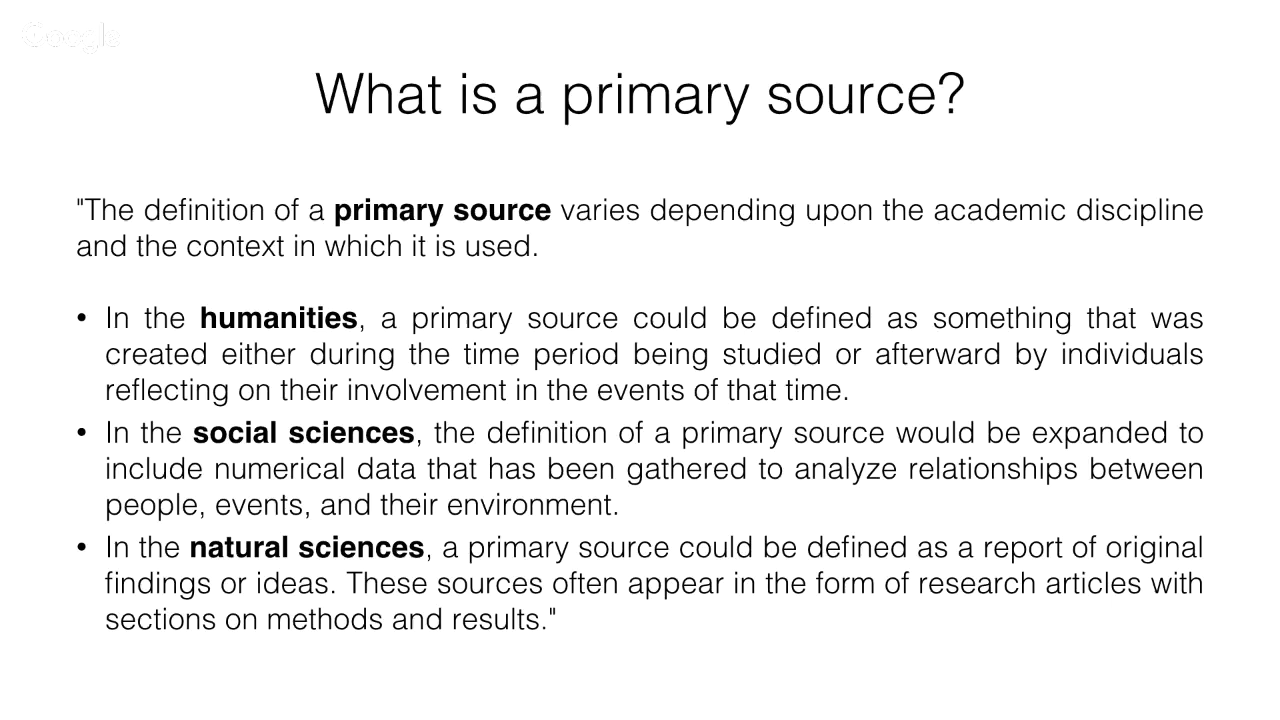 Google
What is a primary source?
"The definition of a primary source varies depending upon the academic discipline
and the context in which it is used.
• In the humanities, a primary source could be defined as something that was
created either during the time period being studied or afterward by individuals
reflecting on their involvement in the events of that time.
• In the social sciences, the definition of a primary source would be expanded to
include numerical data that has been gathered to analyze relationships between
people, events, and their environment.
• In the natural sciences, a primary source could be defined as a report of original
findings or ideas. These sources often appear in the form of research articles with
sections on methods and results."